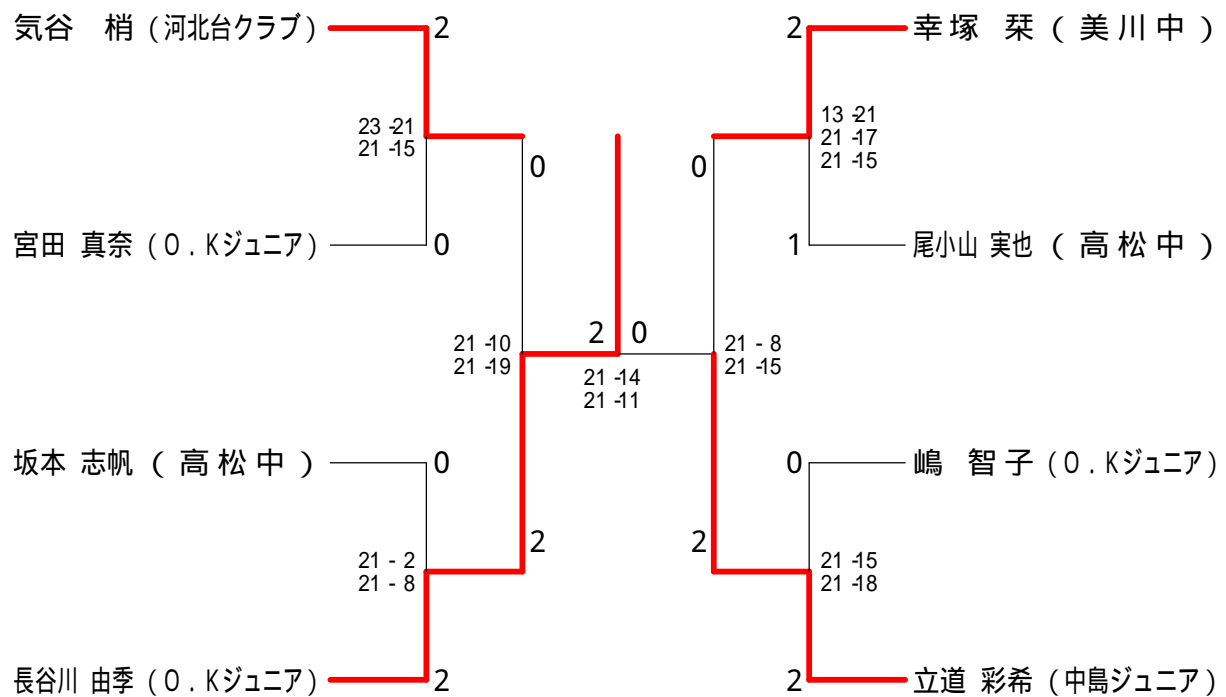 気谷 梢 (河北台クラブ) 2
2 幸塚 栞 ( 美川中 )
23 -21
21 -15
13 -21
21 -17
21 -15
0
0
宮田 真奈 (O．Kジュニア) 0
1 尾小山 実也 ( 高松中 )
21 -10
21 -19
2 0
21 -14
21 -11
21 - 8
21 -15
坂本 志帆 ( 高松中 ) 0
0 嶋 智子 (O．Kジュニア)
21 - 2
21 - 8
2
2
21 -15
21 -18
長谷川 由季 (O．Kジュニア) 2
2 立道 彩希 (中島ジュニア)